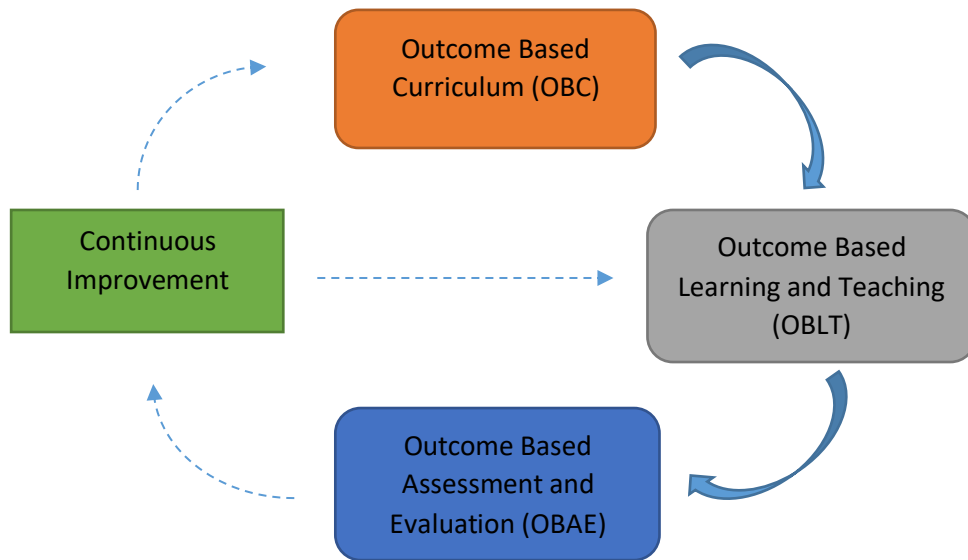 Outcome Based
Curriculum (OBC)
Continuous
Improvement
Outcome Based
Learning and Teaching
(OBLT)
Outcome Based
Assessment and
Evaluation (OBAE)